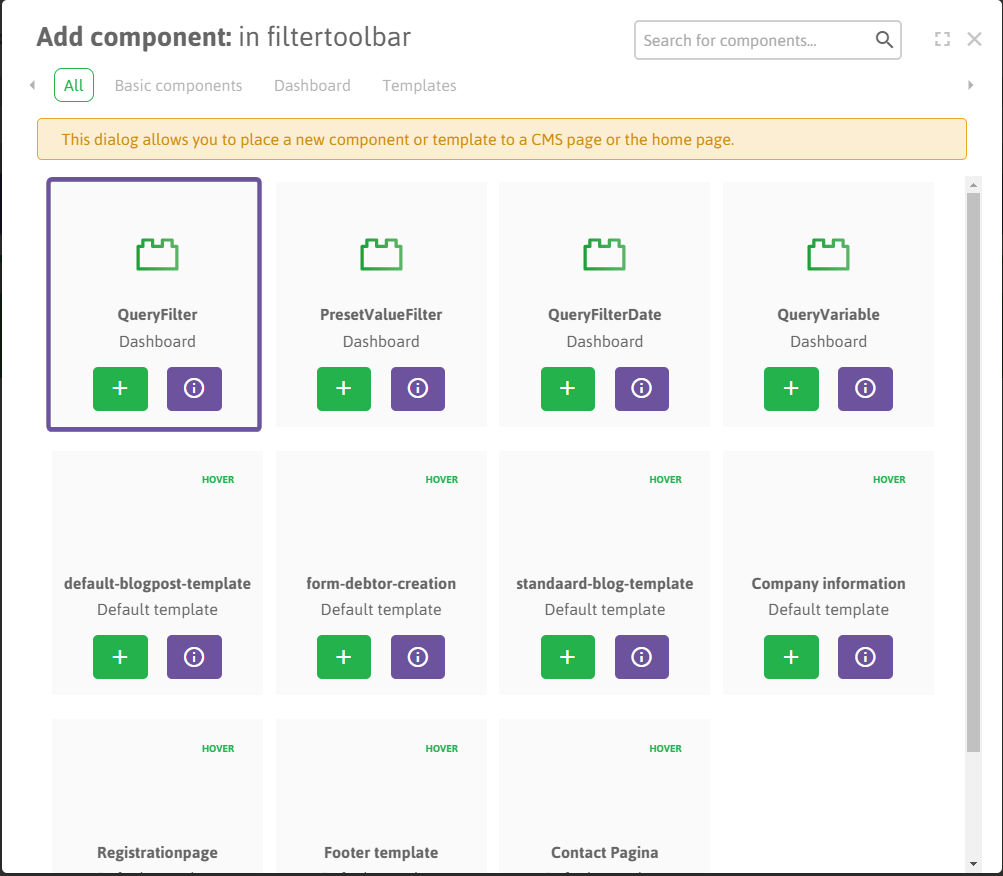 Add component: in filtertoolbar
Search for components...
All Basic components Dashboard Templates
This dialog allows you to place a new component or template to a CMS page or the home page.
QueryFilter PresetValueFilter QueryFilterDate QueryVariable
Dashboard Dashboard Dashboard Dashboard
HOVER HOVER HOVER HOVER
default-blogpost-template form-debtor-creation standaard-blog-template Company information
Default template Default template Default template Default template
HOVER HOVER HOVER
Registrationpage Footer template Contact Pagina